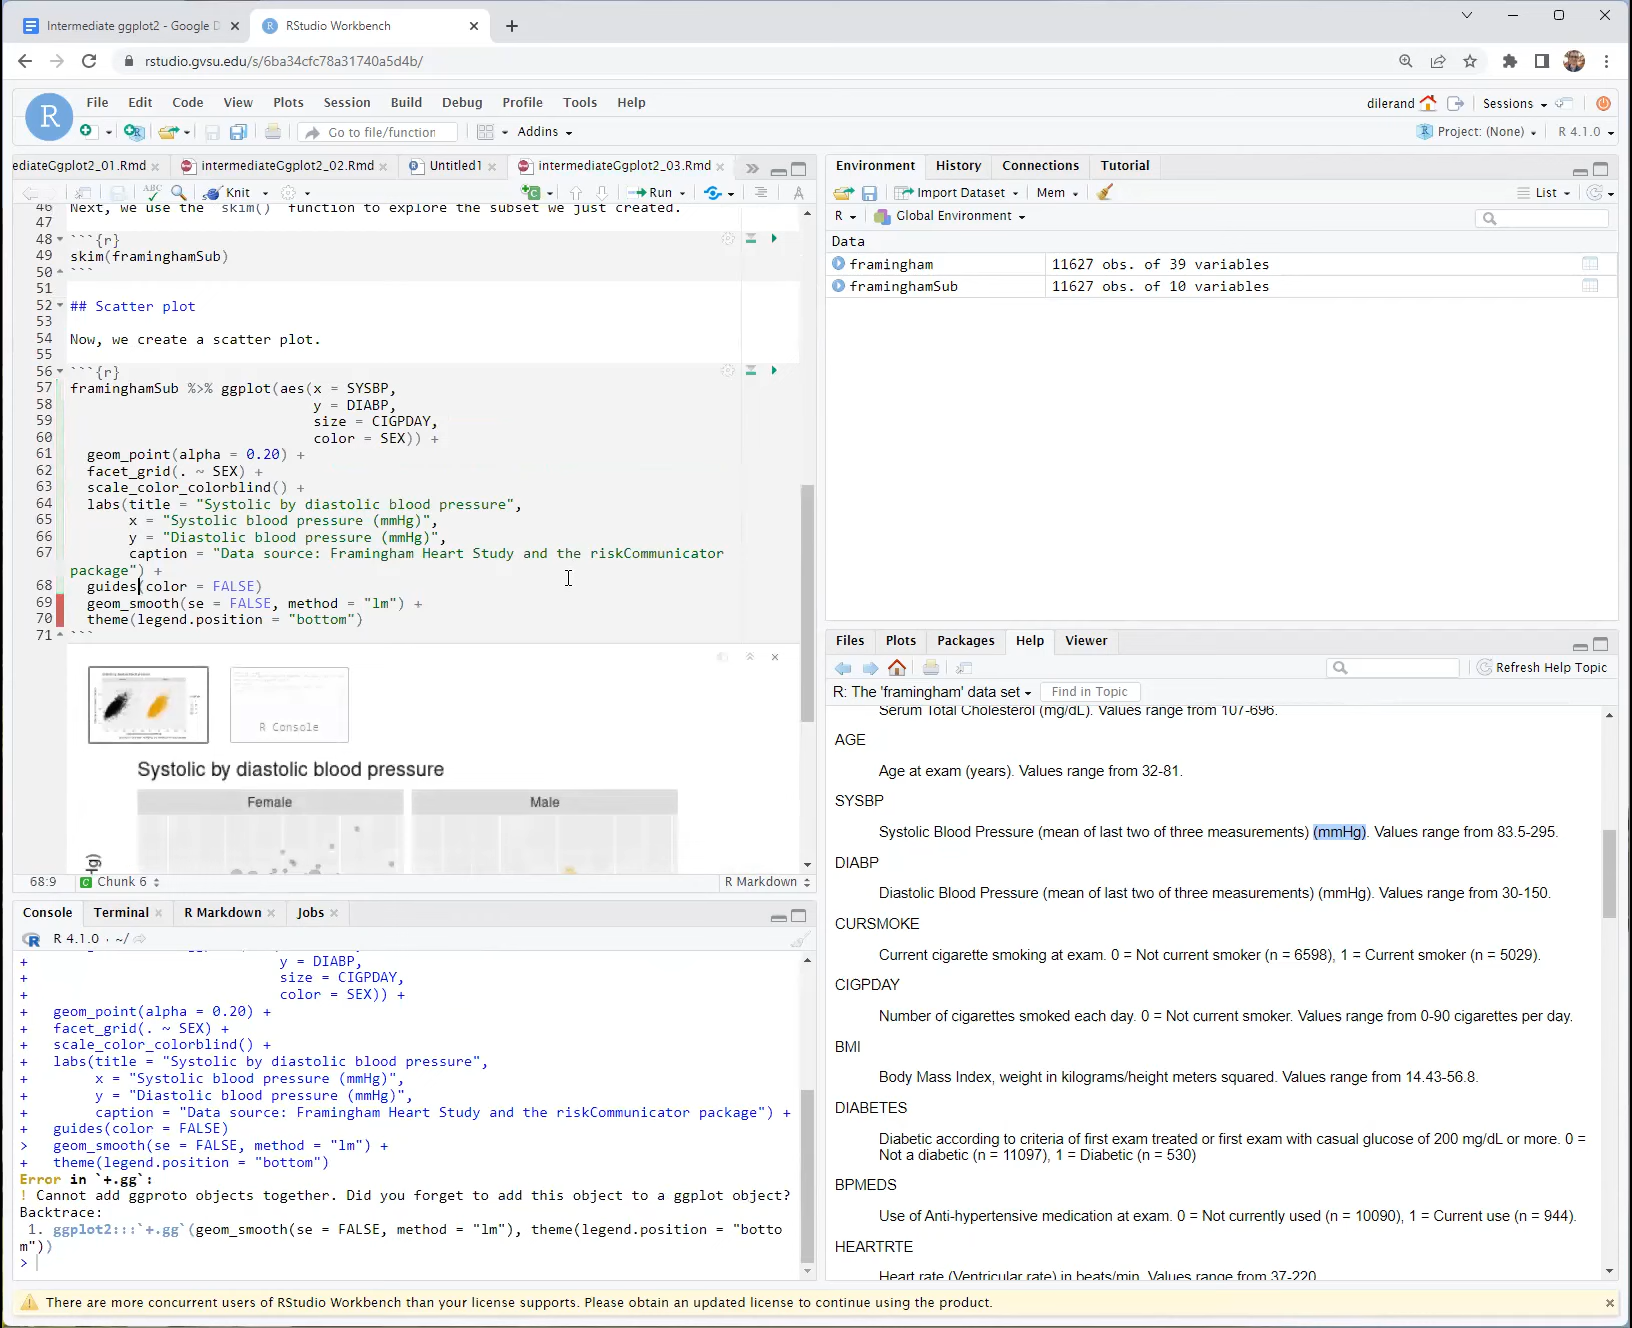 Intermediate ggplot2 - Google D
RStudio Workbench
rstudio.gvsu.edu/s/6ba34cfc78a31740a5d4b/
R
File Edit Code View Plots Session Build Debug Profile Tools Help
dilerand
Sessions
Go to file/function
Addins
Project: (None)
R 4.1.0
ediateGgplot2_01.Rmd
intermediateGgplot2_02.Rmd
Untitled1
intermediateGgplot2_03.Rmd
ABC
Knit
Run
46 Next, we use the `skim()` function to explore the subset we just created.
47
48 ```{r}
49 skim(framinghamSub)
50 ```
51
52 ## Scatter plot
53
54 Now, we create a scatter plot.
55
56 ```{r}
57 framinghamSub %>% ggplot(aes(x = SYSBP,
58 y = DIABP,
59 size = CIGPDAY,
60 color = SEX)) +
61 geom_point(alpha = 0.20) +
62 facet_grid(. ~ SEX) +
63 scale_color_colorblind() +
64 labs(title = "Systolic by diastolic blood pressure",
65 x = "Systolic blood pressure (mmHg)",
66 y = "Diastolic blood pressure (mmHg)",
67 caption = "Data source: Framingham Heart Study and the riskCommunicator
package") +
68 guides(color = FALSE)
69 geom_smooth(se = FALSE, method = "lm") +
70 theme(legend.position = "bottom")
71 ```
R Console
Systolic by diastolic blood pressure
Female
Male
Hg)
68:9
Chunk 6
R Markdown
Console Terminal R Markdown Jobs
R 4.1.0 · ~/
+ y = DIABP,
+ size = CIGPDAY,
+ color = SEX)) +
+ geom_point(alpha = 0.20) +
+ facet_grid(. ~ SEX) +
+ scale_color_colorblind() +
+ labs(title = "Systolic by diastolic blood pressure",
+ x = "Systolic blood pressure (mmHg)",
+ y = "Diastolic blood pressure (mmHg)",
+ caption = "Data source: Framingham Heart Study and the riskCommunicator package") +
+ guides(color = FALSE)
> geom_smooth(se = FALSE, method = "lm") +
+ theme(legend.position = "bottom")
Error in `+.gg`:
! Cannot add ggproto objects together. Did you forget to add this object to a ggplot object?
Backtrace:
1. ggplot2:::`+.gg`(geom_smooth(se = FALSE, method = "lm"), theme(legend.position = "botto
m"))
>
Environment History Connections Tutorial
Import Dataset
Mem
List
R
Global Environment
Data
framingham 11627 obs. of 39 variables
framinghamSub 11627 obs. of 10 variables
Files Plots Packages Help Viewer
Refresh Help Topic
R: The 'framingham' data set
Find in Topic
Serum Total Cholesterol (mg/dL). Values range from 107-696.
AGE
Age at exam (years). Values range from 32-81.
SYSBP
Systolic Blood Pressure (mean of last two of three measurements) (mmHg). Values range from 83.5-295.
DIABP
Diastolic Blood Pressure (mean of last two of three measurements) (mmHg). Values range from 30-150.
CURSMOKE
Current cigarette smoking at exam. 0 = Not current smoker (n = 6598), 1 = Current smoker (n = 5029).
CIGPDAY
Number of cigarettes smoked each day. 0 = Not current smoker. Values range from 0-90 cigarettes per day.
BMI
Body Mass Index, weight in kilograms/height meters squared. Values range from 14.43-56.8.
DIABETES
Diabetic according to criteria of first exam treated or first exam with casual glucose of 200 mg/dL or more. 0 =
Not a diabetic (n = 11097), 1 = Diabetic (n = 530)
BPMEDS
Use of Anti-hypertensive medication at exam. 0 = Not currently used (n = 10090), 1 = Current use (n = 944).
HEARTRTE
Heart rate (Ventricular rate) in beats/min. Values range from 37-220
There are more concurrent users of RStudio Workbench than your license supports. Please obtain an updated license to continue using the product.